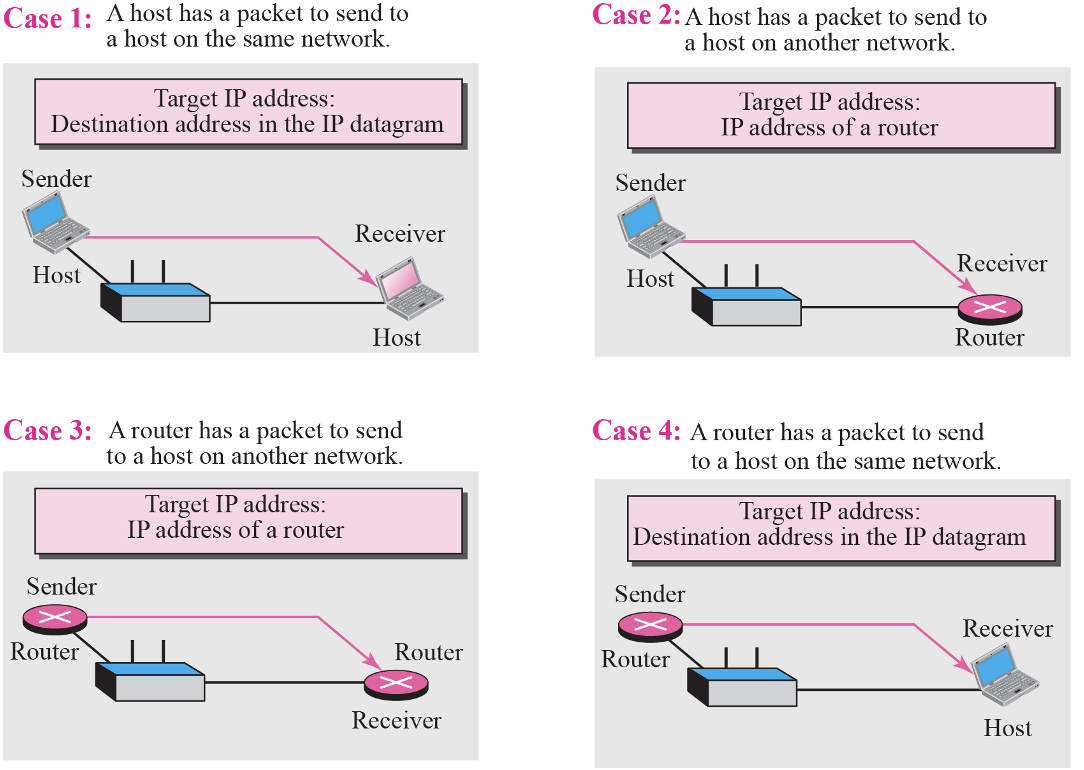 Case 1: A host has a packet to send to
a host on the same network.
Target IP address:
Destination address in the IP datagram
Sender
Host
Receiver
Host
Case 2: A host has a packet to send to
a host on another network.
Target IP address:
IP address of a router
Sender
Host
Receiver
Router
Case 3: A router has a packet to send
to a host on another network.
Target IP address:
IP address of a router
Sender
Router
Router
Receiver
Case 4: A router has a packet to send
to a host on the same network.
Target IP address:
Destination address in the IP datagram
Sender
Router
Receiver
Host